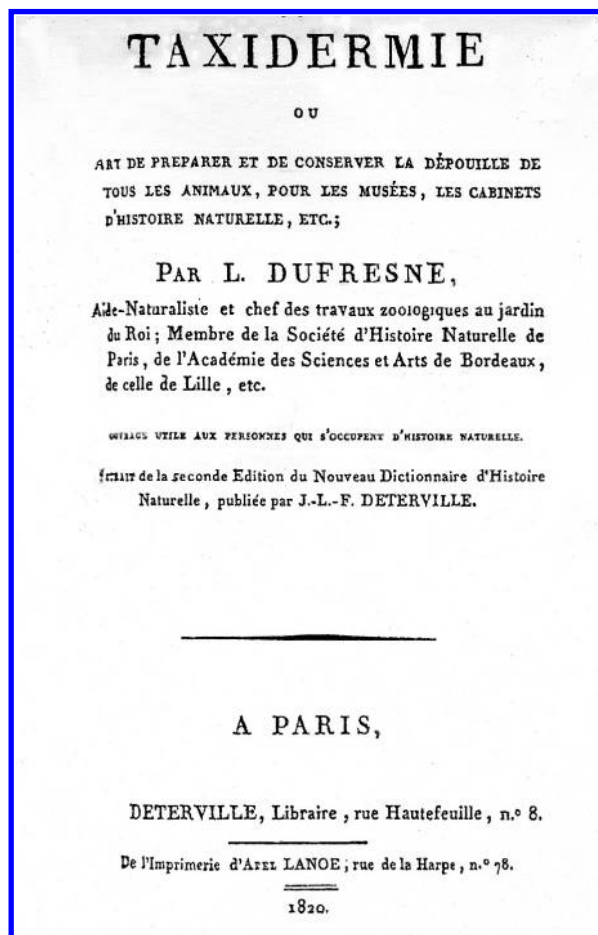 TAXIDERMIE
OU
ART DE PREPARER ET DE CONSERVER LA DÉPOUILLE DE
TOUS LES ANIMAUX, POUR LES MUSÉES, LES CABINETS
D'HISTOIRE NATURELLE, ETC.;
PAR L. DUFRESNE,
Aide-Naturaliste et chef des travaux zoologiques au jardin
du Roi; Membre de la Société d'Histoire Naturelle de
Paris, de l'Académie des Sciences et Arts de Bordeaux,
de celle de Lille, etc.
OUVRAGE UTILE AUX PERSONNES QUI S'OCCUPENT D'HISTOIRE NATURELLE.
de la seconde Edition du Nouveau Dictionnaire d'Histoire
Naturelle, publiée par J.-L.-F. DETERVILLE.
A PARIS,
DETERVILLE, Libraire, rue Hautefeuille, n.º 8.
De l'Imprimerie d'ABEL LANOE; rue de la Harpe, n.º 78.
1820.